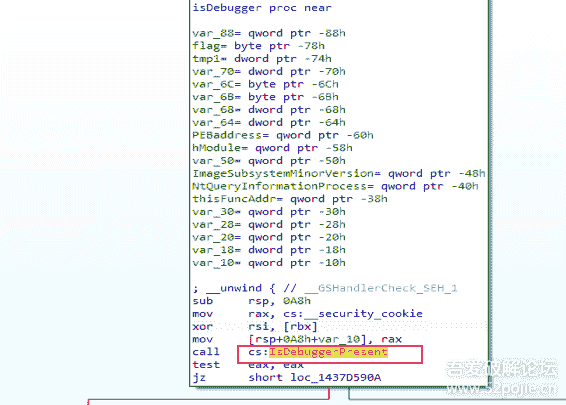 isDebugger proc near
var_88= qword ptr -88h
flag= byte ptr -78h
tmp1= dword ptr -74h
var_70= dword ptr -70h
var_6C= byte ptr -6Ch
var_6B= byte ptr -6Bh
var_68= dword ptr -68h
var_64= dword ptr -64h
PEBaddress= qword ptr -60h
hModule= qword ptr -58h
var_50= qword ptr -50h
ImageSubsystemMinorVersion= qword ptr -48h
NtQueryInformationProcess= qword ptr -40h
thisFuncAddr= qword ptr -38h
var_30= qword ptr -30h
var_28= qword ptr -28h
var_20= qword ptr -20h
var_18= dword ptr -18h
var_10= qword ptr -10h
; __unwind { // __GSHandlerCheck_SEH_1
sub rsp, 0A8h
mov rax, cs:__security_cookie
xor rsi, [rbx]
mov [rsp+0A8h+var_10], rax
call cs:IsDebuggerPresent
test eax, eax
jz short loc_1437D590A
吾爱破解论坛
www.52pojie.cn